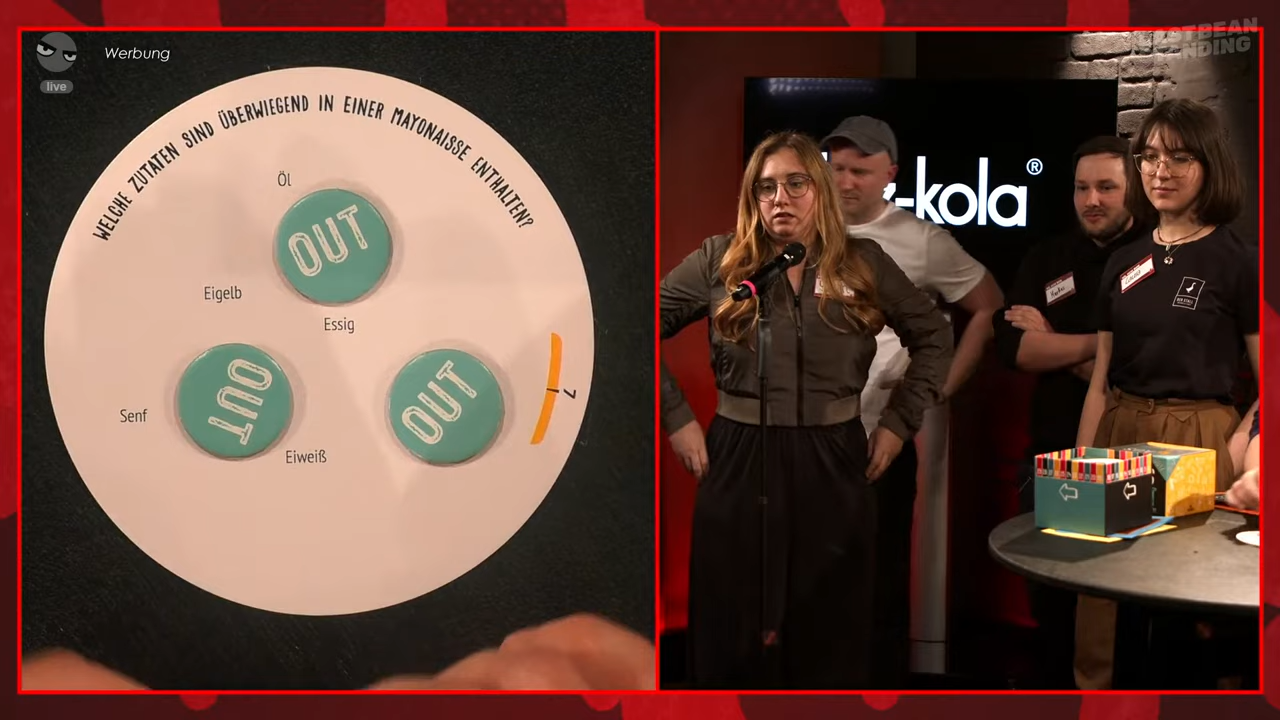 Werbung
live
WELCHE ZUTATEN SIND ÜBERWIEGEND IN EINER MAYONAISSE ENTHALTEN?
Öl
OUT
Eigelb
Essig
OUT
OUT
7
Senf
Eiweiß
-kola®